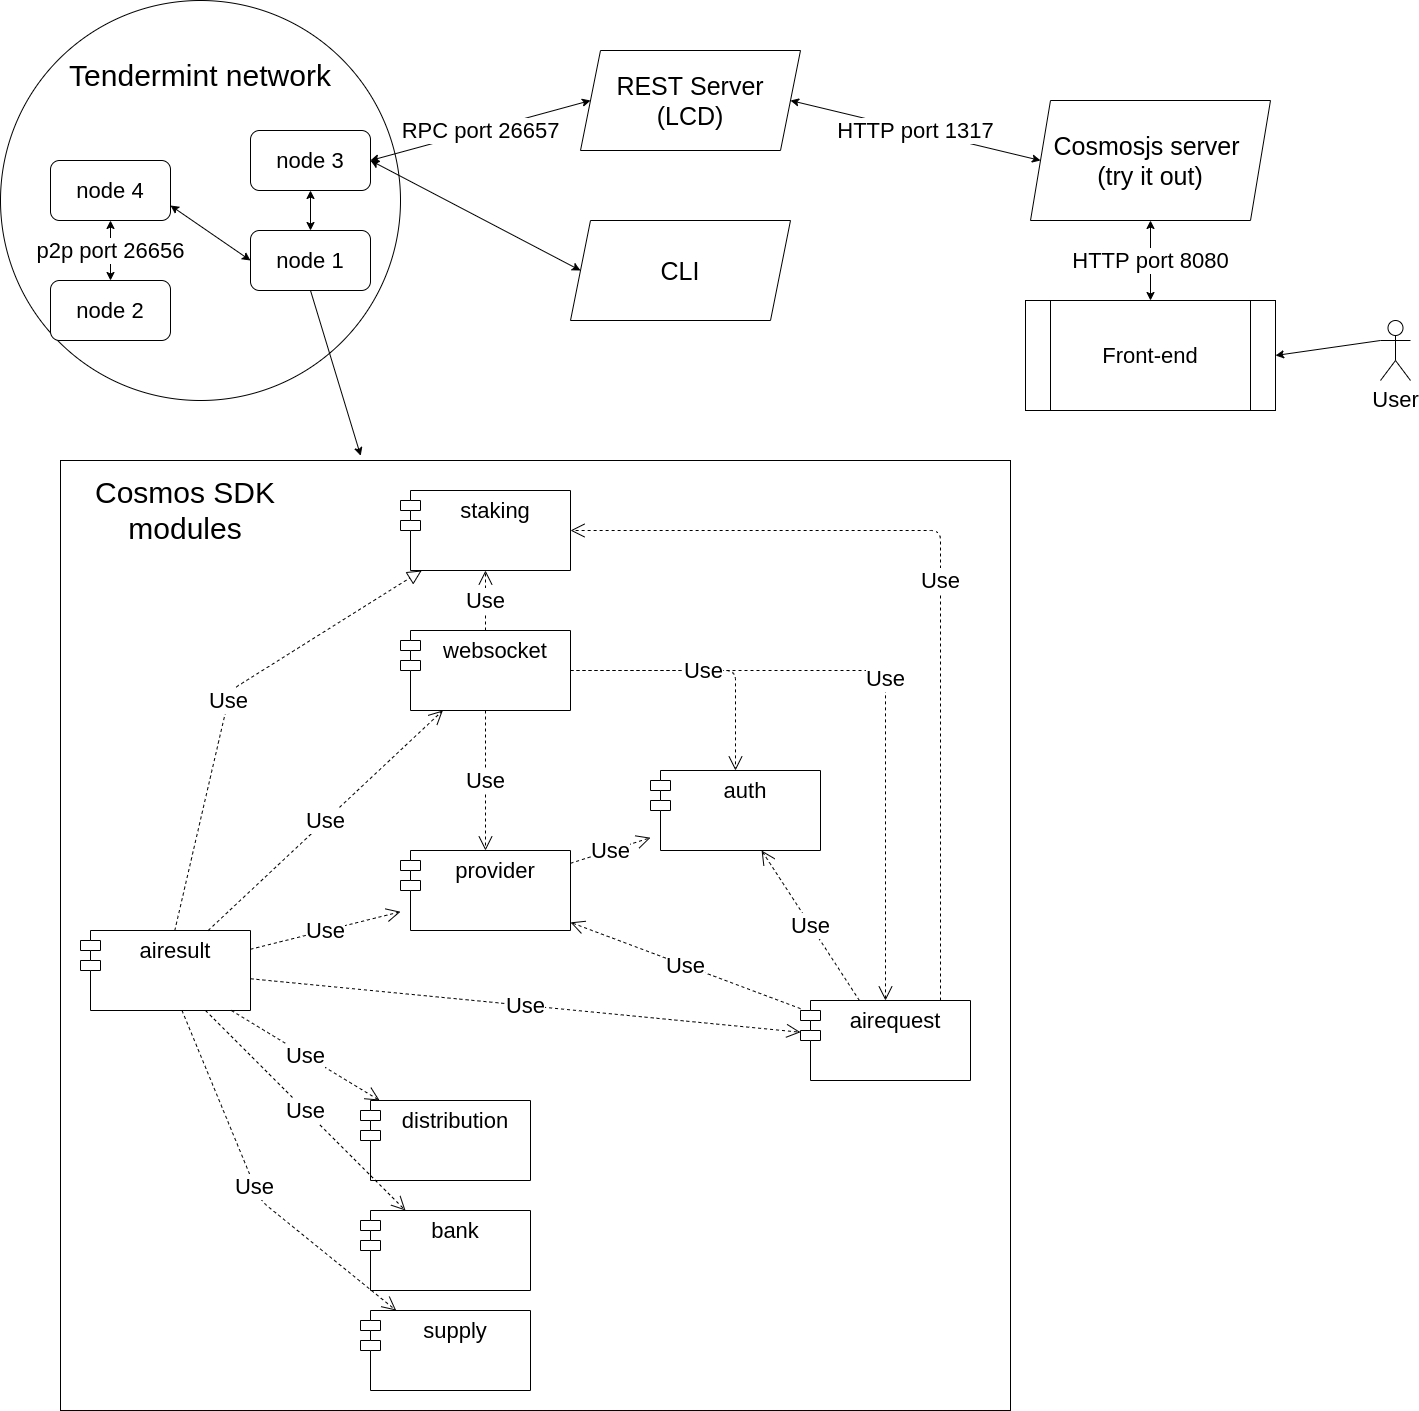 Tendermint network
node 3
node 4
p2p port 26656
node 1
node 2
RPC port 26657
REST Server
(LCD)
HTTP port 1317
Cosmosjs server
(try it out)
CLI
HTTP port 8080
Front-end
User
Cosmos SDK
modules
staking
Use
Use
websocket
Use
Use
Use
Use
auth
Use
Use
provider
Use
Use
Use
airesult
Use
Use
airequest
Use
distribution
Use
Use
bank
supply